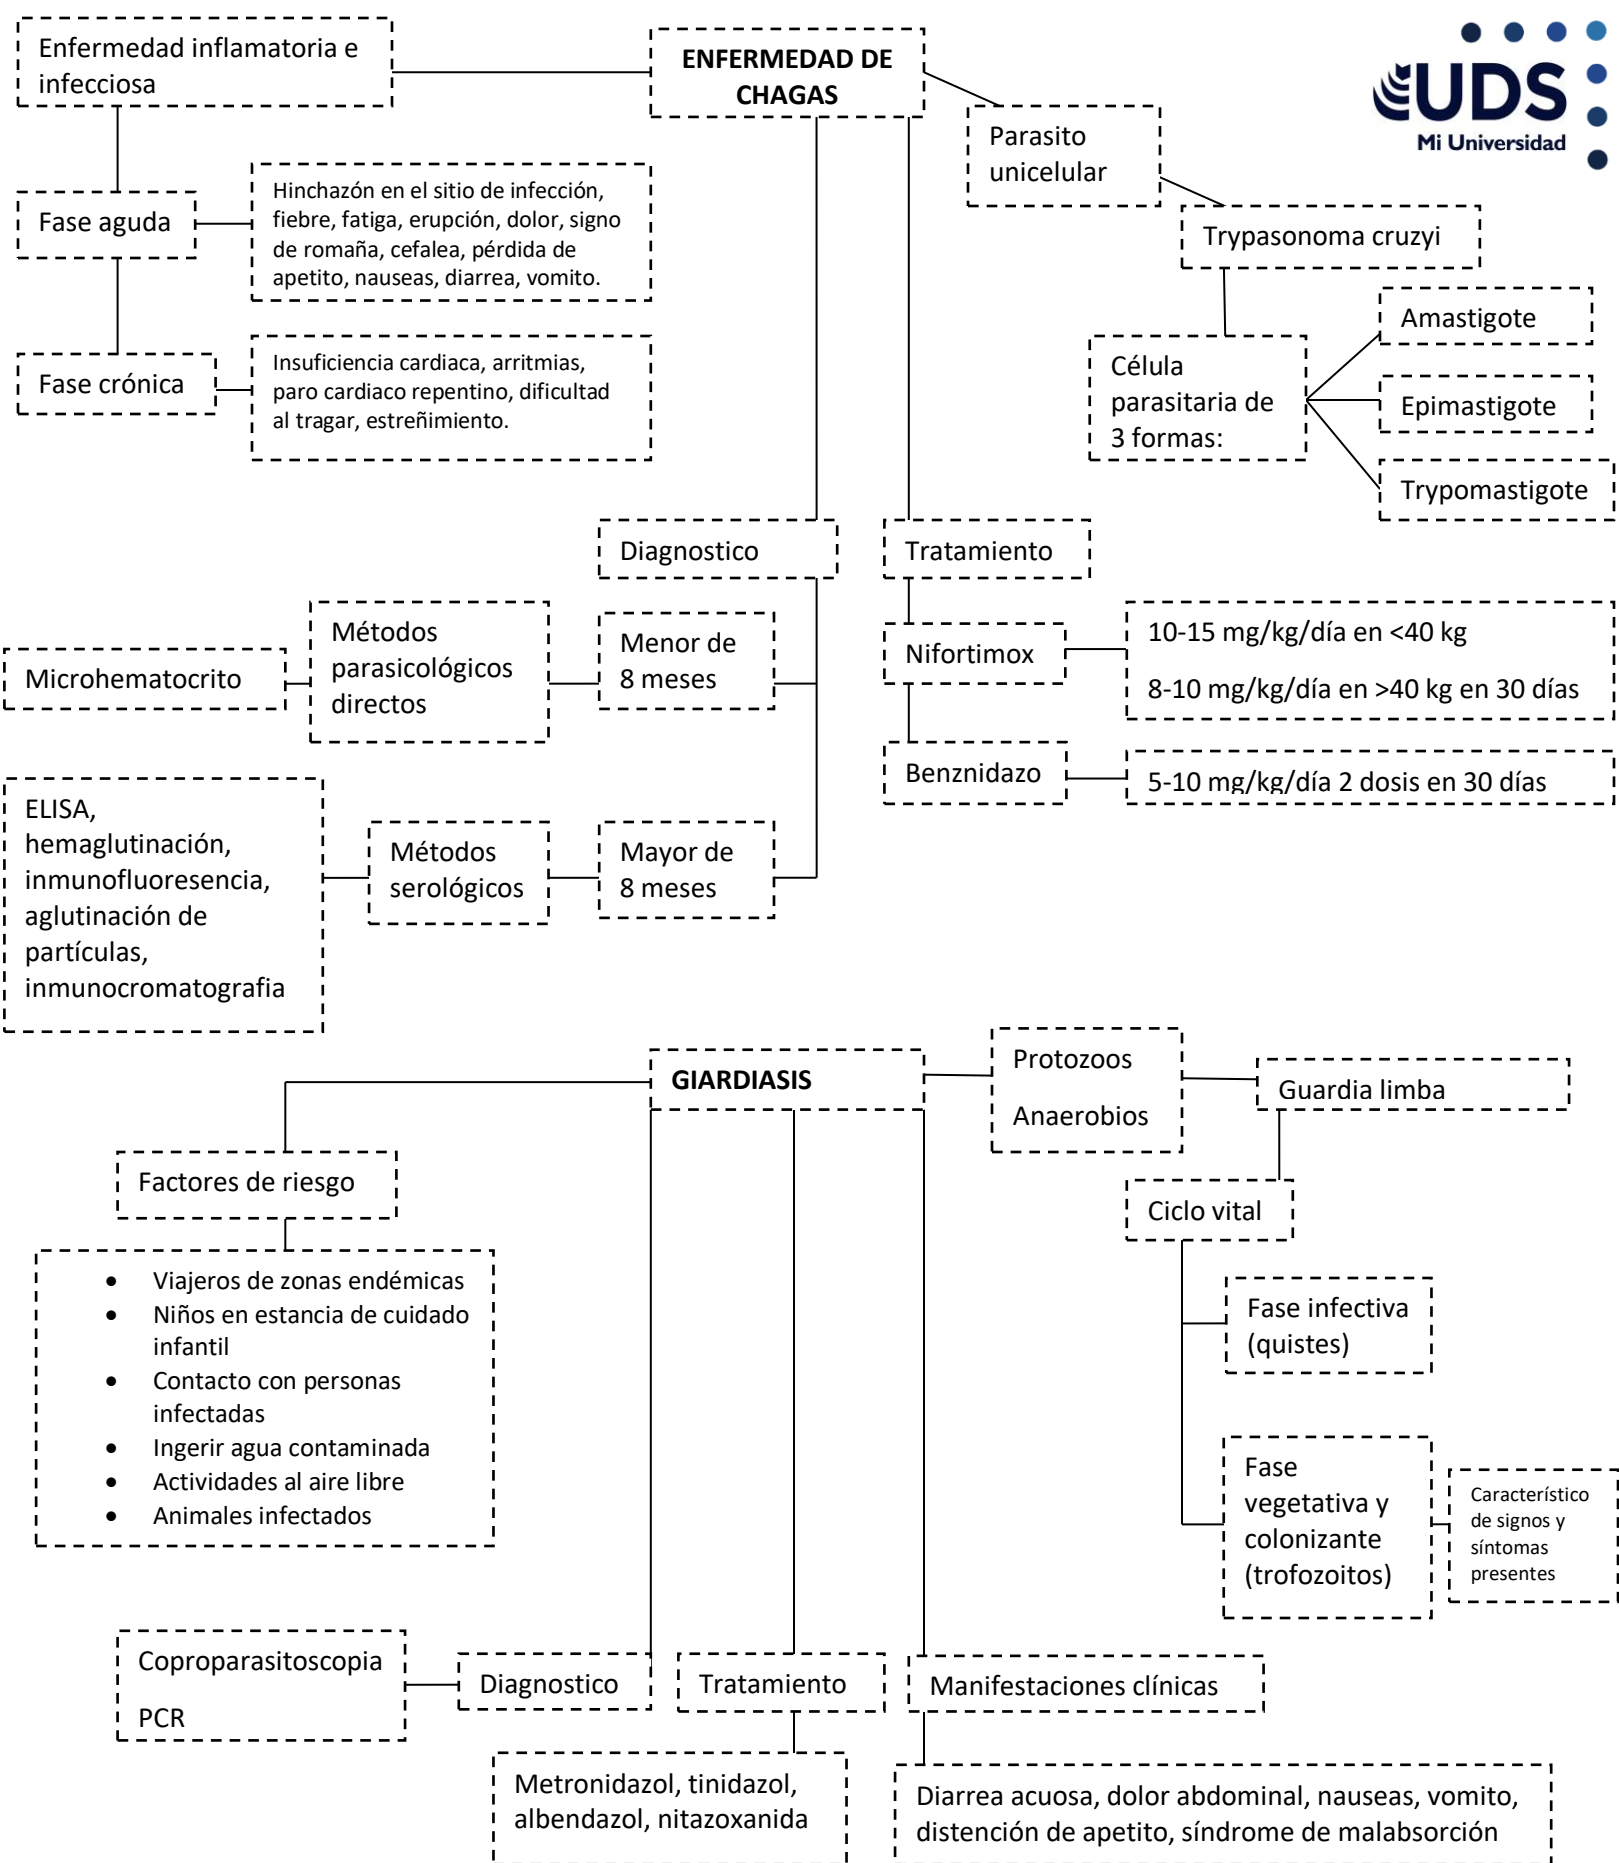 Enfermedad inflamatoria e
infecciosa
ENFERMEDAD DE
CHAGAS
UDS
Mi Universidad
Parasito
unicelular
Trypasonoma cruzyi
Fase aguda
Hinchazón en el sitio de infección,
fiebre, fatiga, erupción, dolor, signo
de romaña, cefalea, pérdida de
apetito, nauseas, diarrea, vomito.
Célula
parasitaria de
3 formas:
Amastigote
Epimastigote
Trypomastigote
Fase crónica
Insuficiencia cardiaca, arritmias,
paro cardiaco repentino, dificultad
al tragar, estreñimiento.
Diagnostico
Tratamiento
Microhematocrito
Métodos
parasicológicos
directos
Menor de
8 meses
Nifortimox
10-15 mg/kg/día en <40 kg
8-10 mg/kg/día en >40 kg en 30 días
Benznidazo
5-10 mg/kg/día 2 dosis en 30 días
ELISA,
hemaglutinación,
inmunofluoresencia,
aglutinación de
partículas,
inmunocromatografia
Métodos
serológicos
Mayor de
8 meses
GIARDIASIS
Protozoos
Anaerobios
Guardia limba
Factores de riesgo
Ciclo vital
• Viajeros de zonas endémicas
• Niños en estancia de cuidado
infantil
• Contacto con personas
infectadas
• Ingerir agua contaminada
• Actividades al aire libre
• Animales infectados
Fase infectiva
(quistes)
Fase
vegetativa y
colonizante
(trofozoitos)
Característico
de signos y
síntomas
presentes
Coproparasitoscopia
PCR
Diagnostico
Tratamiento
Manifestaciones clínicas
Metronidazol, tinidazol,
albendazol, nitazoxanida
Diarrea acuosa, dolor abdominal, nauseas, vomito,
distención de apetito, síndrome de malabsorción